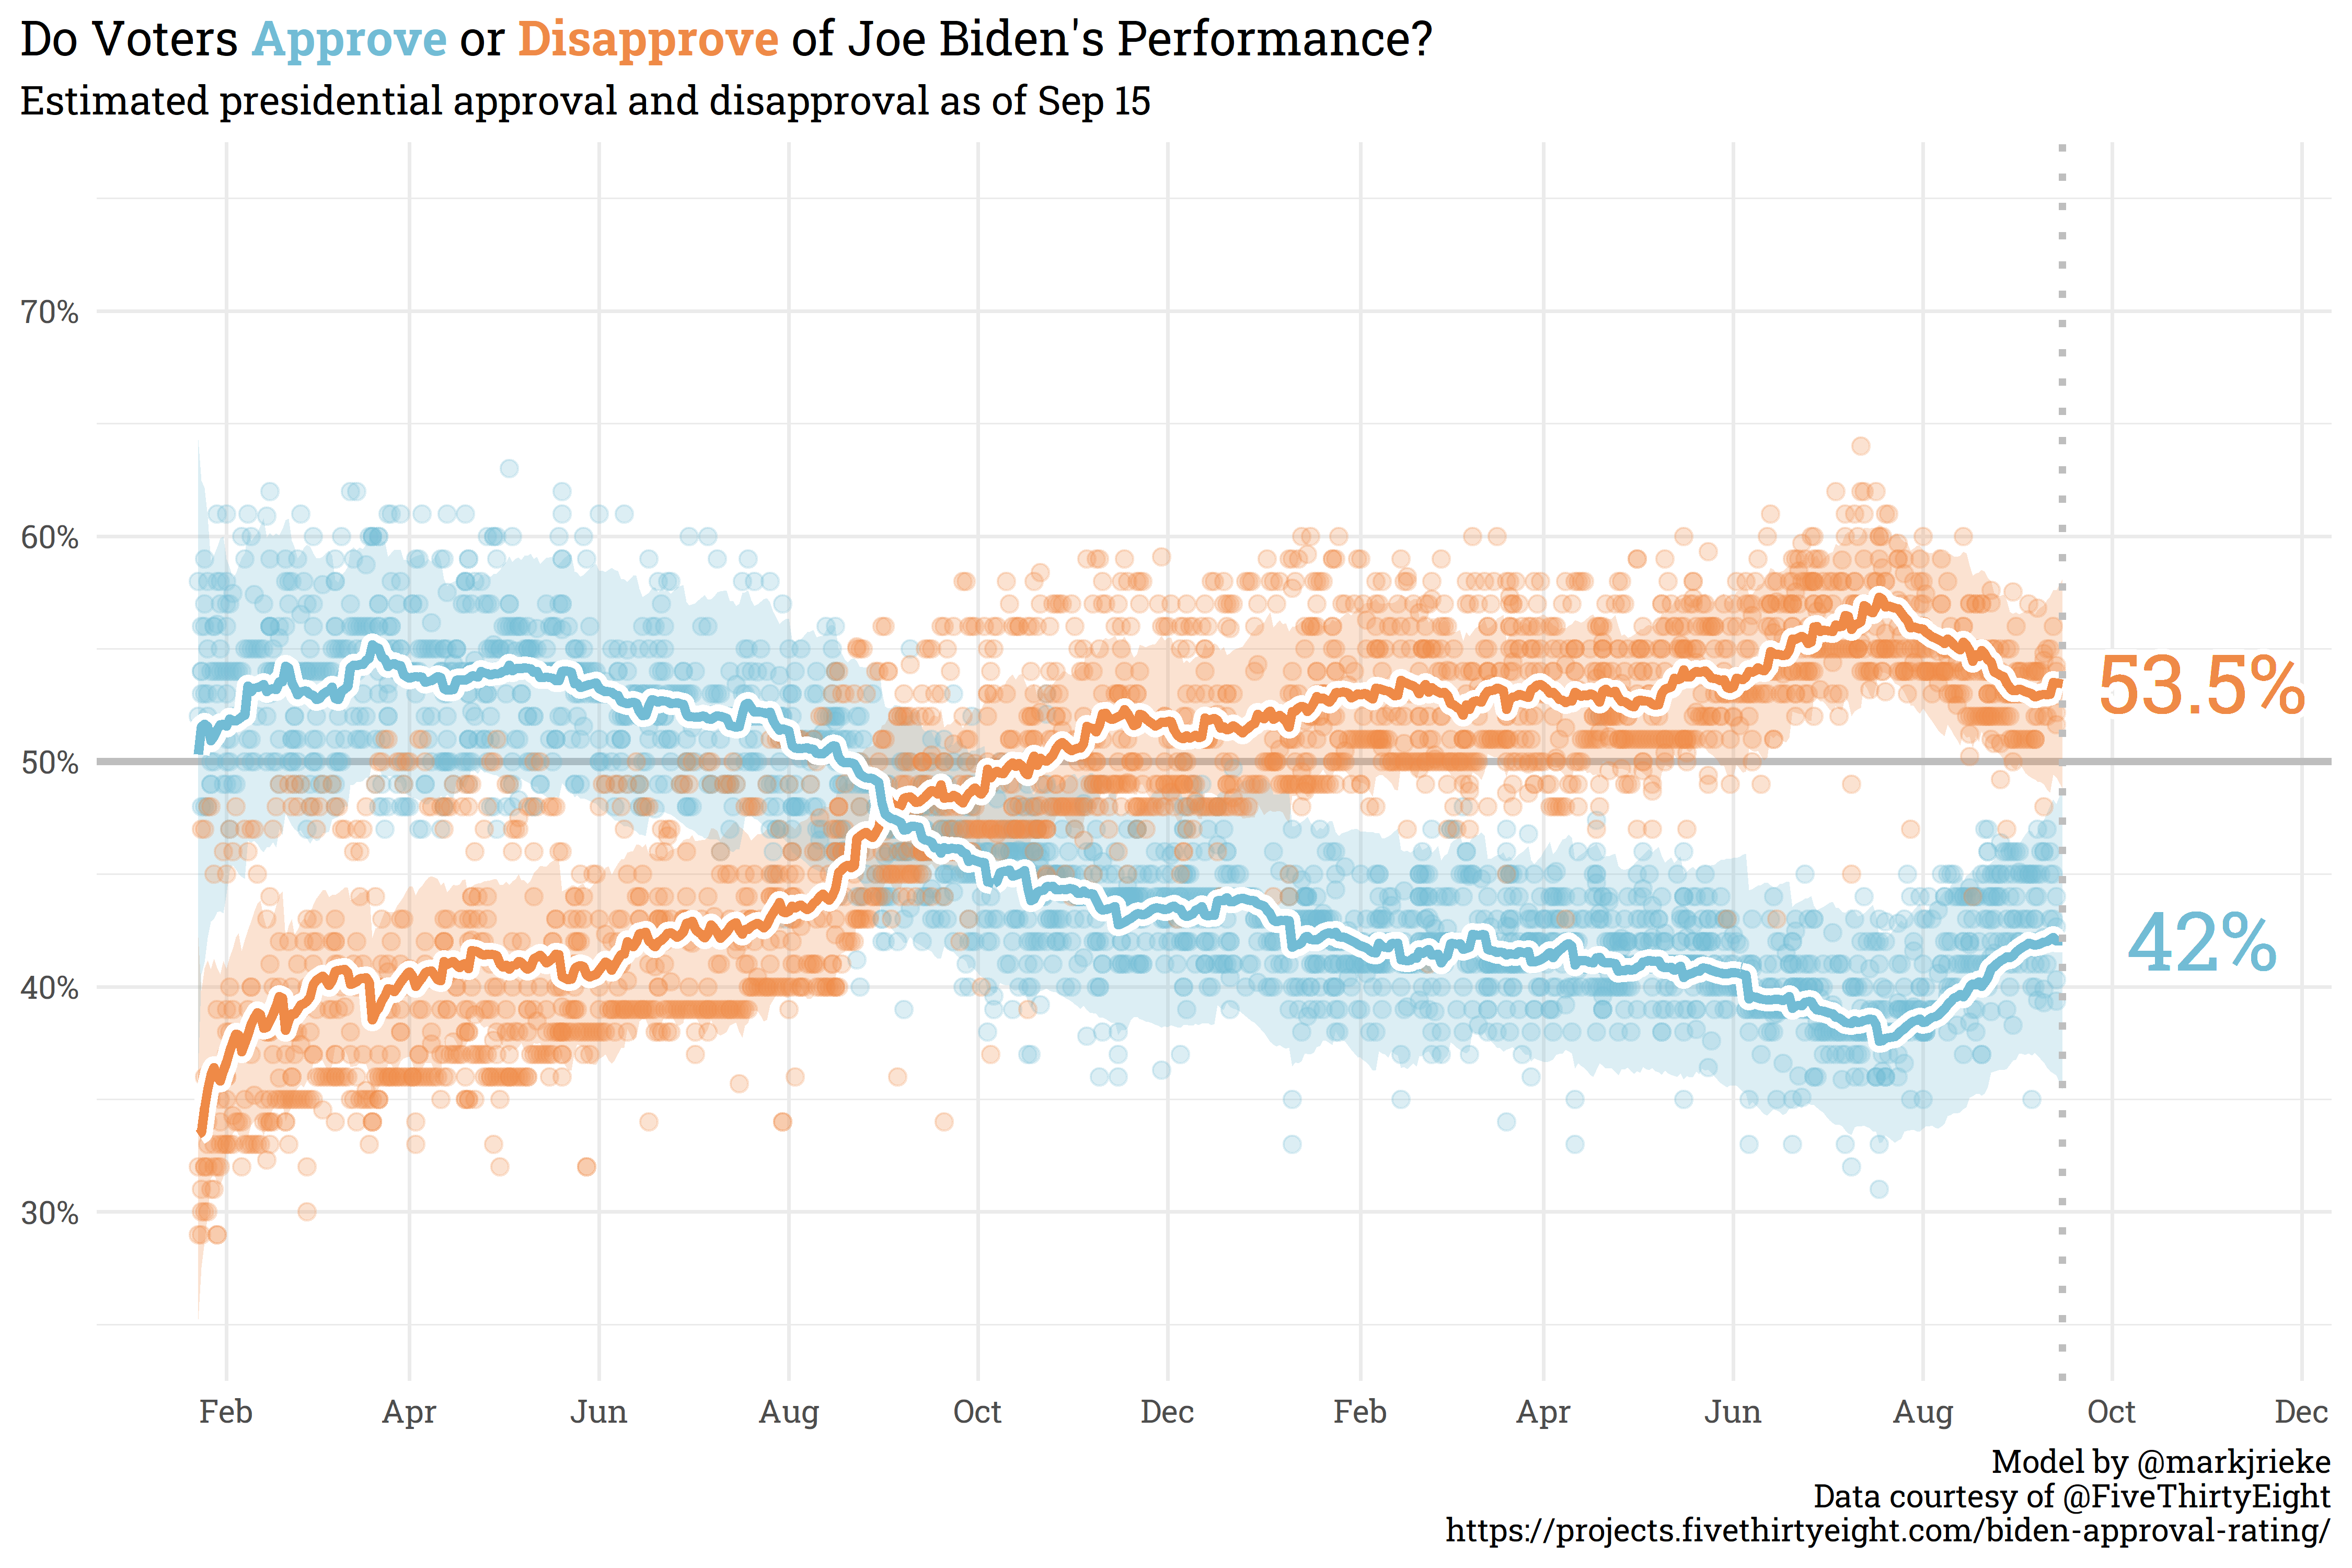 Do Voters Approve or Disapprove of Joe Biden's Performance?
Estimated presidential approval and disapproval as of Sep 15
70%
60%
50%
40%
30%
53.5%
42%
Feb Apr Jun Aug Oct Dec Feb Apr Jun Aug Oct Dec
Model by @markjrieke
Data courtesy of @FiveThirtyEight
https://projects.fivethirtyeight.com/biden-approval-rating/